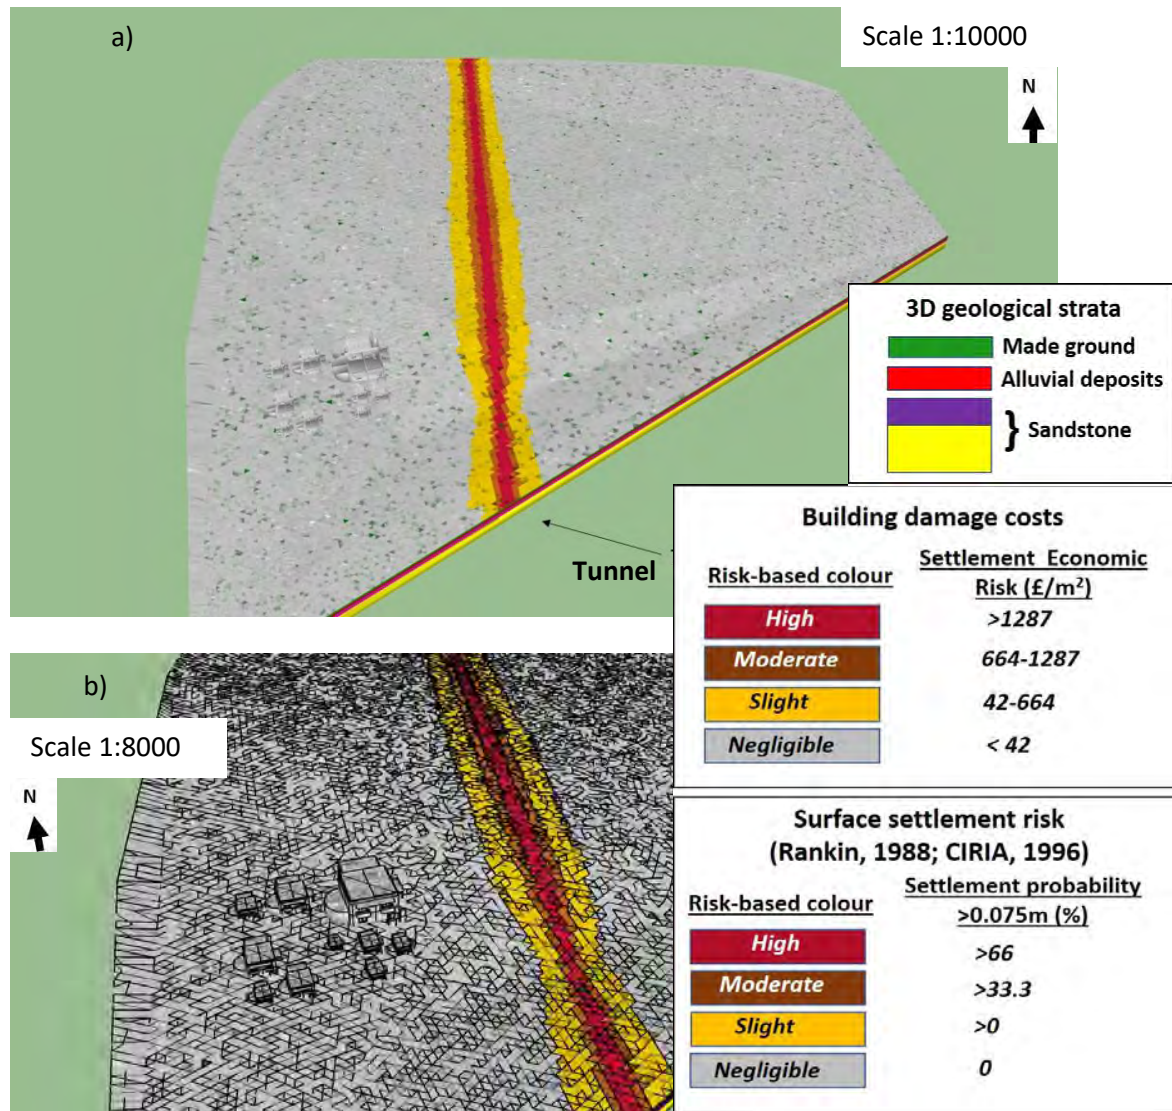 a)
Scale 1:10000
N
3D geological strata
Made ground
Alluvial deposits
} Sandstone
Tunnel
Building damage costs
Risk-based colour
Settlement Economic
Risk (£/m²)
High
>1287
Moderate
664-1287
Slight
42-664
Negligible
< 42
b)
Scale 1:8000
N
Surface settlement risk
(Rankin, 1988; CIRIA, 1996)
Risk-based colour
Settlement probability
>0.075m (%)
High
>66
Moderate
>33.3
Slight
>0
Negligible
0